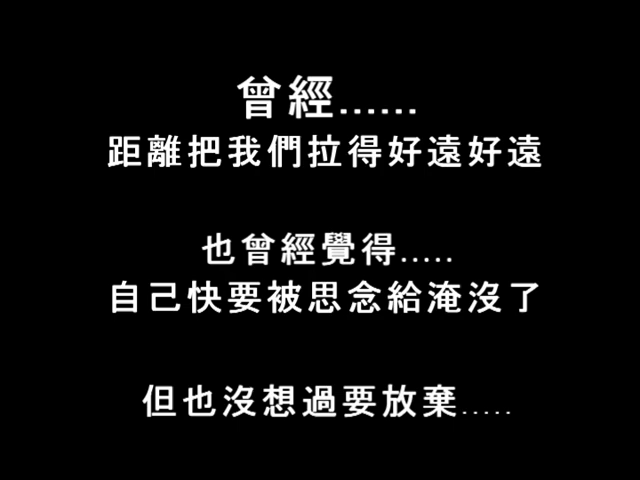 曾經......
距離把我們拉得好遠好遠
也曾經覺得.....
自己快要被思念給淹沒了
但也沒想過要放棄.....